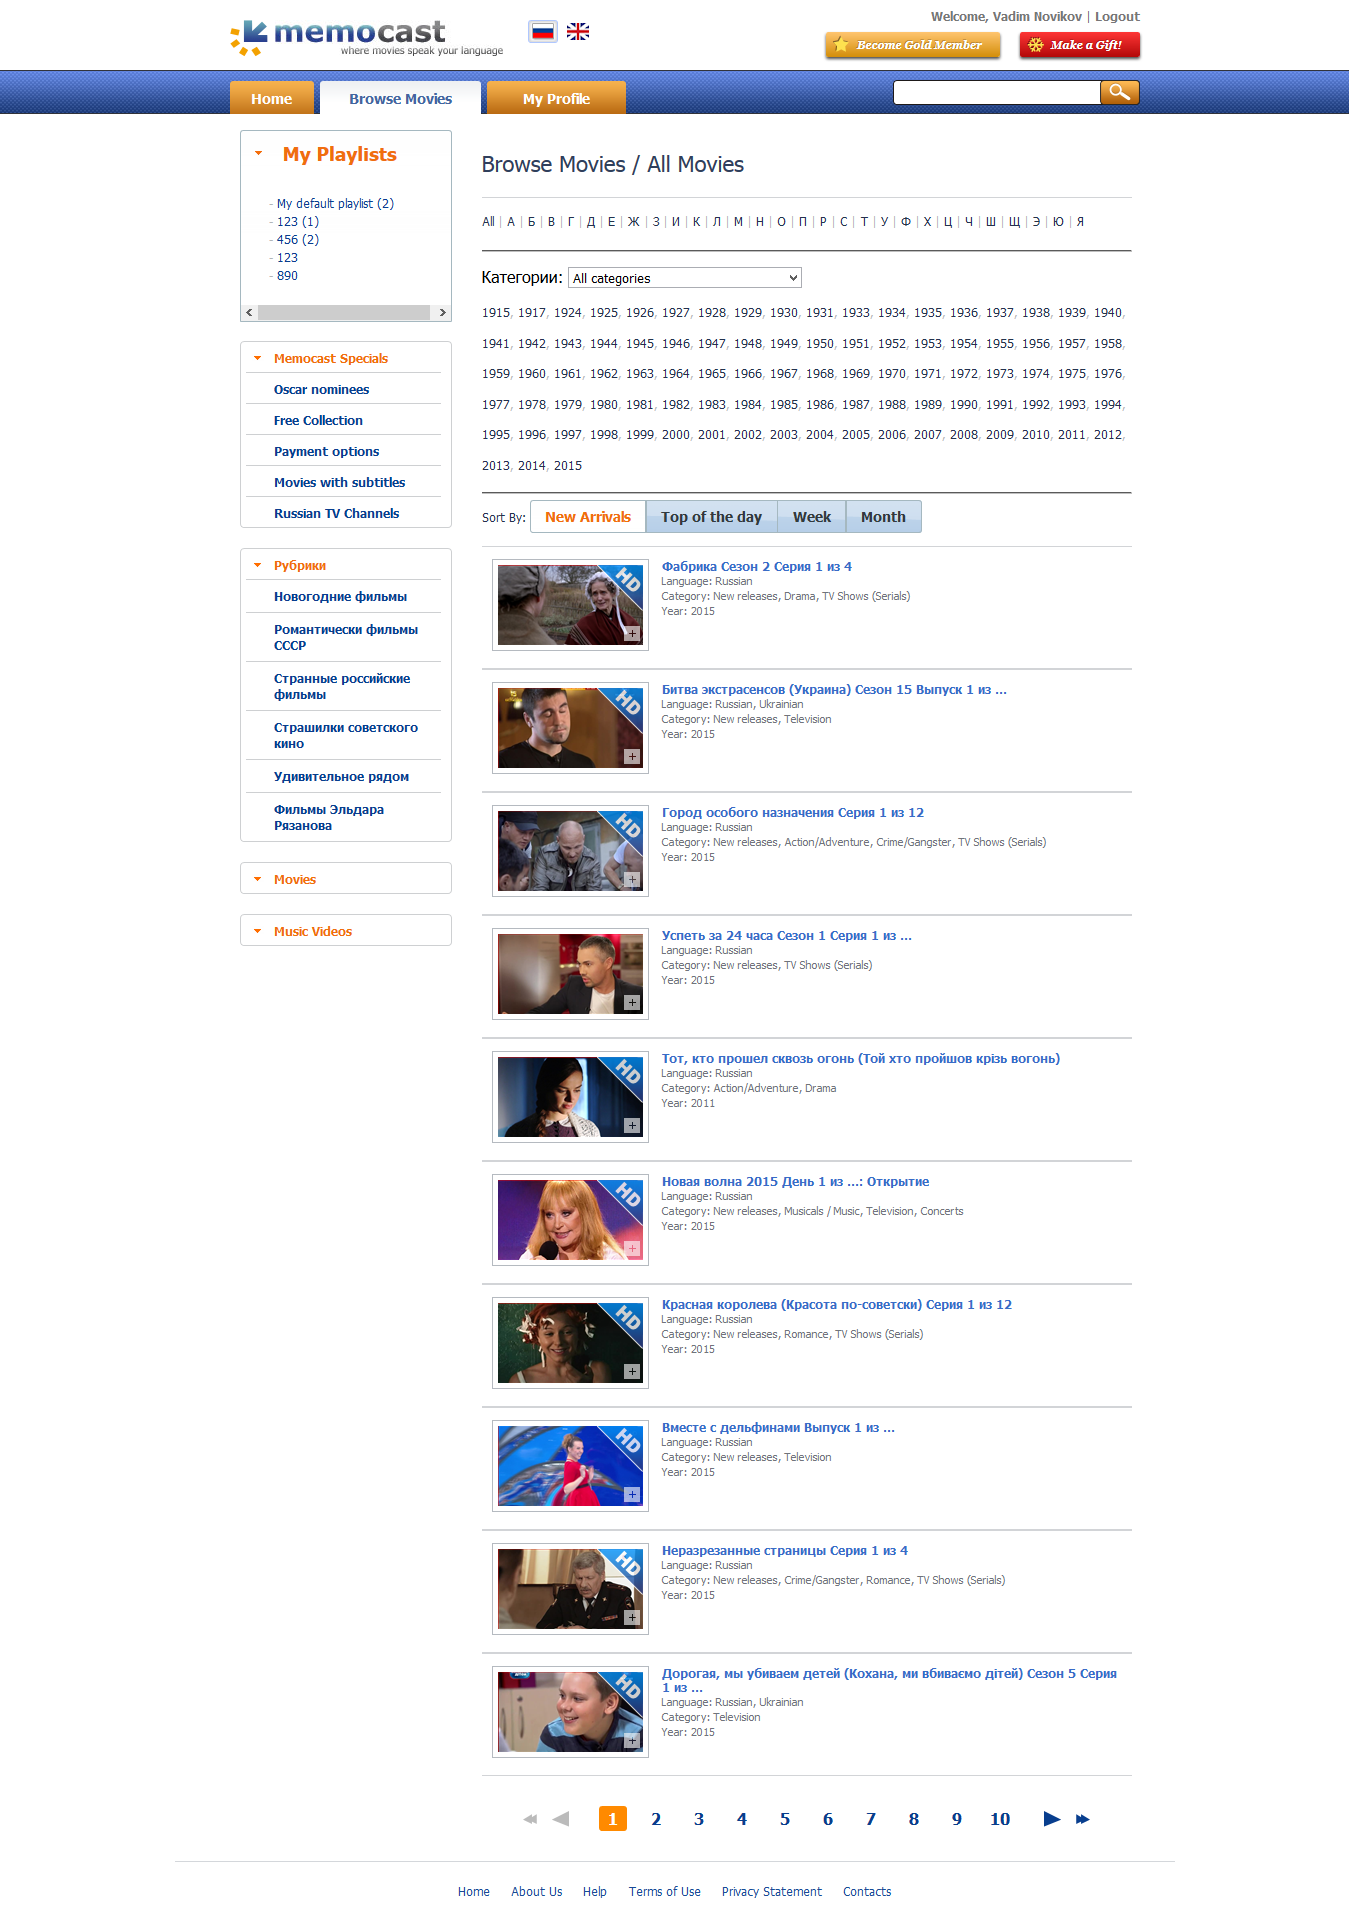 memocast
where movies speak your language
Welcome, Vadim Novikov | Logout
Become Gold Member
Make a Gift!
Home
Browse Movies
My Profile
My Playlists
- My default playlist (2)
- 123 (1)
- 456 (2)
- 123
- 890
Memocast Specials
Oscar nominees
Free Collection
Payment options
Movies with subtitles
Russian TV Channels
Рубрики
Новогодние фильмы
Романтически фильмы
СССР
Странные российские
фильмы
Страшилки советского
кино
Удивительное рядом
Фильмы Эльдара
Рязанова
Movies
Music Videos
Browse Movies / All Movies
All | А | Б | В | Г | Д | Е | Ж | З | И | К | Л | М | Н | О | П | Р | С | Т | У | Ф | Х | Ц | Ч | Ш | Щ | Э | Ю | Я
Категории: All categories
1915, 1917, 1924, 1925, 1926, 1927, 1928, 1929, 1930, 1931, 1933, 1934, 1935, 1936, 1937, 1938, 1939, 1940,
1941, 1942, 1943, 1944, 1945, 1946, 1947, 1948, 1949, 1950, 1951, 1952, 1953, 1954, 1955, 1956, 1957, 1958,
1959, 1960, 1961, 1962, 1963, 1964, 1965, 1966, 1967, 1968, 1969, 1970, 1971, 1972, 1973, 1974, 1975, 1976,
1977, 1978, 1979, 1980, 1981, 1982, 1983, 1984, 1985, 1986, 1987, 1988, 1989, 1990, 1991, 1992, 1993, 1994,
1995, 1996, 1997, 1998, 1999, 2000, 2001, 2002, 2003, 2004, 2005, 2006, 2007, 2008, 2009, 2010, 2011, 2012,
2013, 2014, 2015
Sort By: New Arrivals Top of the day Week Month
HD
+
Фабрика Сезон 2 Серия 1 из 4
Language: Russian
Category: New releases, Drama, TV Shows (Serials)
Year: 2015
HD
+
Битва экстрасенсов (Украина) Сезон 15 Выпуск 1 из ...
Language: Russian, Ukrainian
Category: New releases, Television
Year: 2015
HD
+
Город особого назначения Серия 1 из 12
Language: Russian
Category: New releases, Action/Adventure, Crime/Gangster, TV Shows (Serials)
Year: 2015
+
Успеть за 24 часа Сезон 1 Серия 1 из ...
Language: Russian
Category: New releases, TV Shows (Serials)
Year: 2015
HD
+
Тот, кто прошел сквозь огонь (Той хто пройшов крізь вогонь)
Language: Russian
Category: Action/Adventure, Drama
Year: 2011
HD
+
Новая волна 2015 День 1 из ...: Открытие
Language: Russian
Category: New releases, Musicals / Music, Television, Concerts
Year: 2015
HD
+
Красная королева (Красота по-советски) Серия 1 из 12
Language: Russian
Category: New releases, Romance, TV Shows (Serials)
Year: 2015
HD
+
Вместе с дельфинами Выпуск 1 из ...
Language: Russian
Category: New releases, Television
Year: 2015
HD
+
Неразрезанные страницы Серия 1 из 4
Language: Russian
Category: New releases, Crime/Gangster, Romance, TV Shows (Serials)
Year: 2015
HD
+
Дорогая, мы убиваем детей (Кохана, ми вбиваємо дітей) Сезон 5 Серия
1 из ...
Language: Russian, Ukrainian
Category: Television
Year: 2015
1 2 3 4 5 6 7 8 9 10
Home About Us Help Terms of Use Privacy Statement Contacts